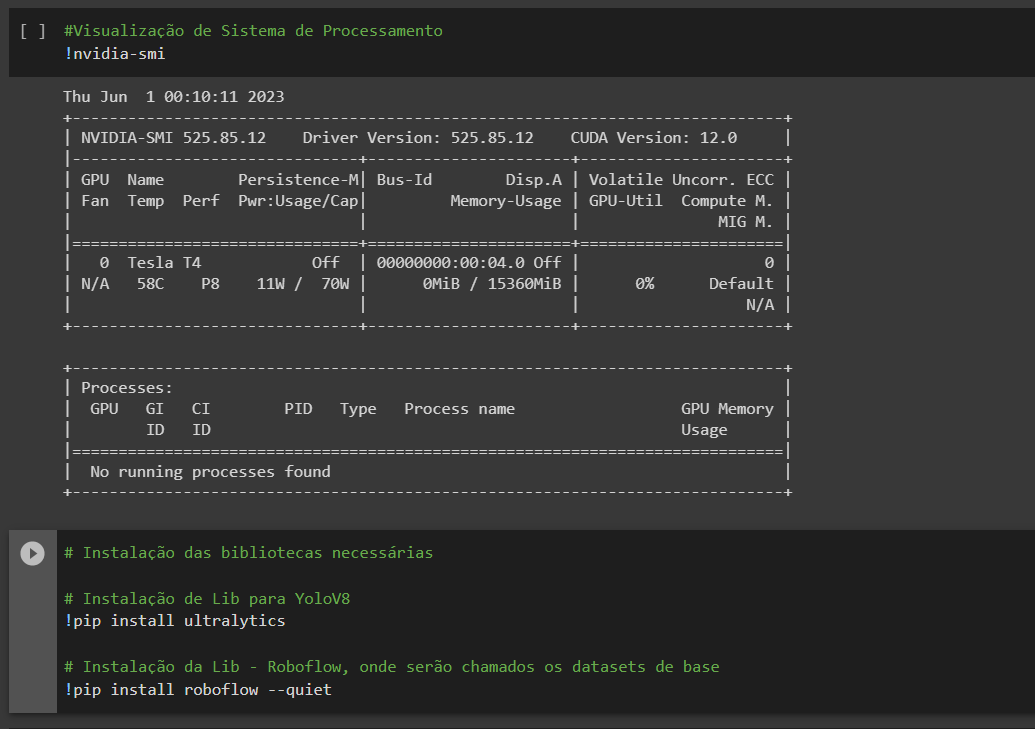 [ ] #Visualização de Sistema de Processamento
!nvidia-smi
Thu Jun  1 00:10:11 2023
+-----------------------------------------------------------------------------+
| NVIDIA-SMI 525.85.12    Driver Version: 525.85.12    CUDA Version: 12.0     |
|-------------------------------+----------------------+----------------------+
| GPU  Name        Persistence-M| Bus-Id        Disp.A | Volatile Uncorr. ECC |
| Fan  Temp  Perf  Pwr:Usage/Cap|         Memory-Usage | GPU-Util  Compute M. |
|                               |                      |               MIG M. |
|===============================+======================+======================|
|   0  Tesla T4            Off  | 00000000:00:04.0 Off |                    0 |
| N/A   58C    P8    11W /  70W |      0MiB / 15360MiB |      0%      Default |
|                               |                      |                  N/A |
+-------------------------------+----------------------+----------------------+
+-----------------------------------------------------------------------------+
| Processes:                                                                  |
|  GPU   GI   CI        PID   Type   Process name                  GPU Memory |
|        ID   ID                                                   Usage      |
|=============================================================================|
|  No running processes found                                                 |
+-----------------------------------------------------------------------------+
# Instalação das bibliotecas necessárias
# Instalação de Lib para YoloV8
!pip install ultralytics
# Instalação da Lib - Roboflow, onde serão chamados os datasets de base
!pip install roboflow --quiet